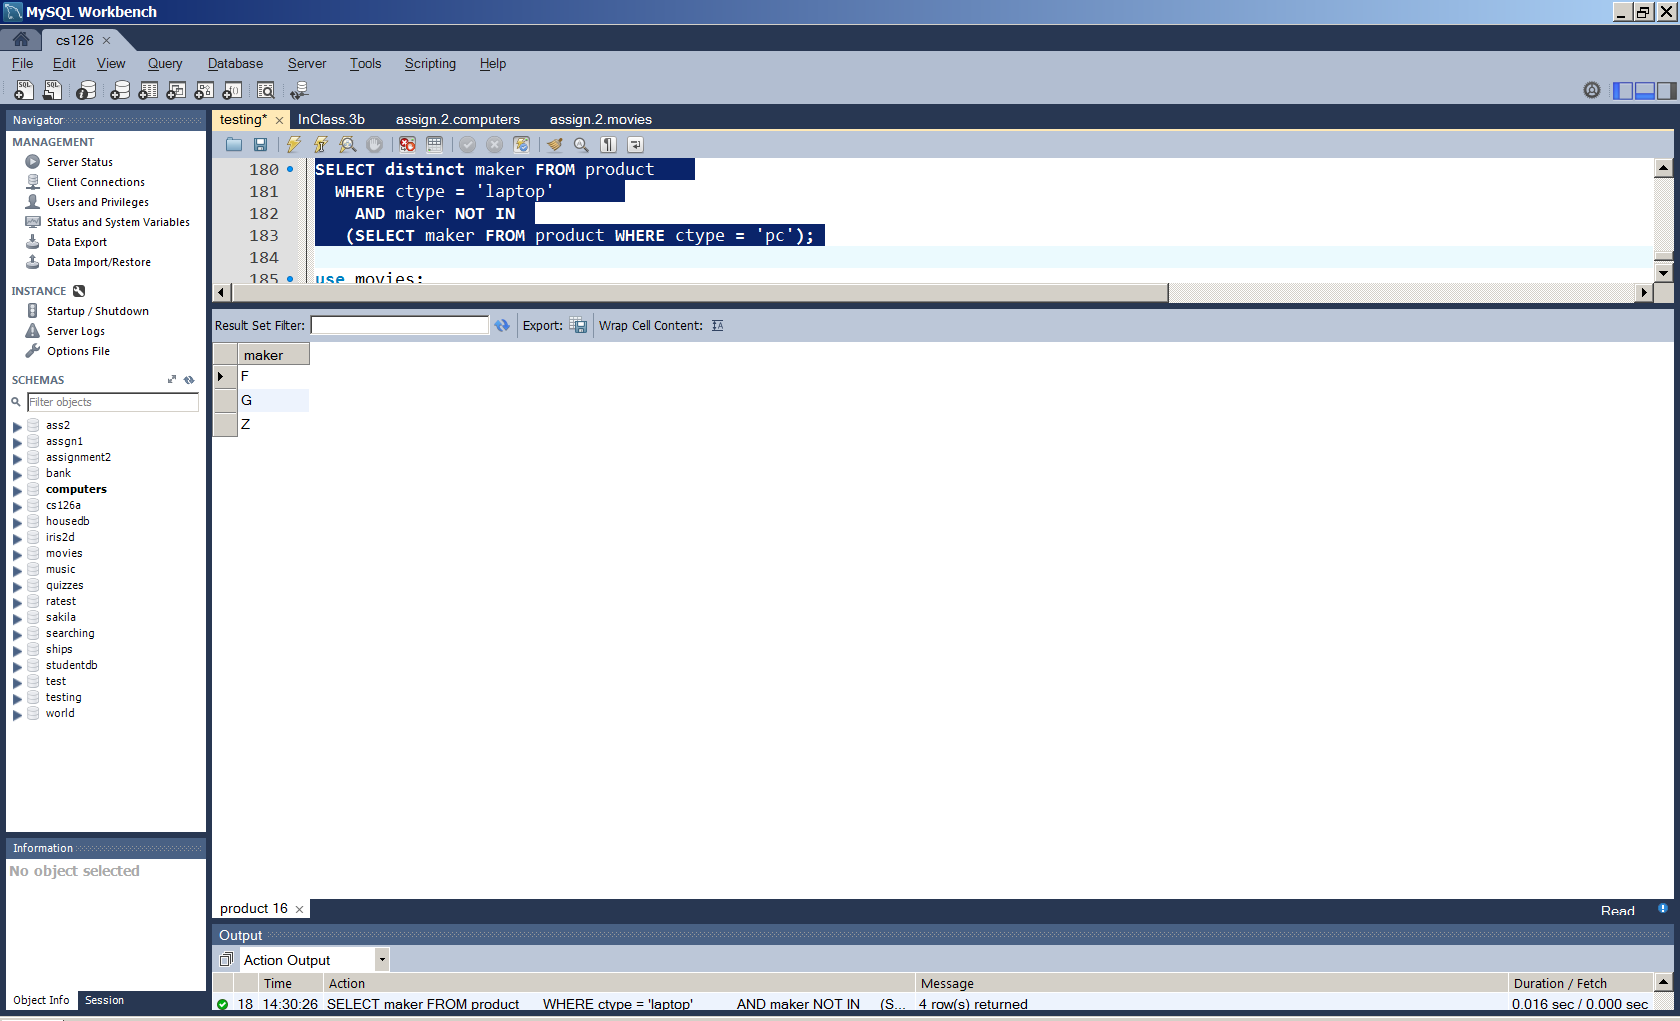 MySQL Workbench
cs126
File Edit View Query Database Server Tools Scripting Help
Navigator
MANAGEMENT
Server Status
Client Connections
Users and Privileges
Status and System Variables
Data Export
Data Import/Restore
INSTANCE
Startup / Shutdown
Server Logs
Options File
SCHEMAS
Filter objects
ass2
assgn1
assignment2
bank
computers
cs126a
housedb
iris2d
movies
music
quizzes
ratest
sakila
searching
ships
studentdb
test
testing
world
Information
No object selected
Object Info Session
testing* InClass.3b assign.2.computers assign.2.movies
180 SELECT distinct maker FROM product
181 WHERE ctype = 'laptop'
182 AND maker NOT IN
183 (SELECT maker FROM product WHERE ctype = 'pc');
184
185 use movies;
Result Set Filter: Export: Wrap Cell Content:
maker
F
G
Z
product 16 Read
Output
Action Output
Time Action Message Duration / Fetch
18 14:30:26 SELECT maker FROM product WHERE ctype = 'laptop' AND maker NOT IN (S... 4 row(s) returned 0.016 sec / 0.000 sec